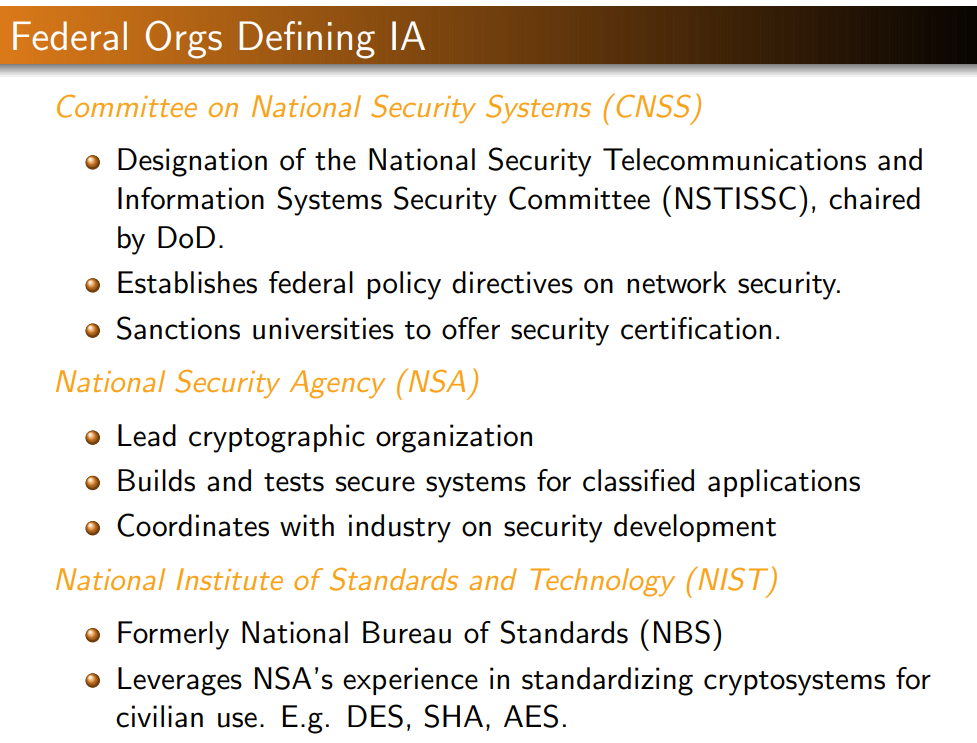 Federal Orgs Defining IA
Committee on National Security Systems (CNSS)
Designation of the National Security Telecommunications and
Information Systems Security Committee (NSTISSC), chaired
by DoD.
Establishes federal policy directives on network security.
Sanctions universities to offer security certification.
National Security Agency (NSA)
Lead cryptographic organization
Builds and tests secure systems for classified applications
Coordinates with industry on security development
National Institute of Standards and Technology (NIST)
Formerly National Bureau of Standards (NBS)
Leverages NSA's experience in standardizing cryptosystems for
civilian use. E.g. DES, SHA, AES.